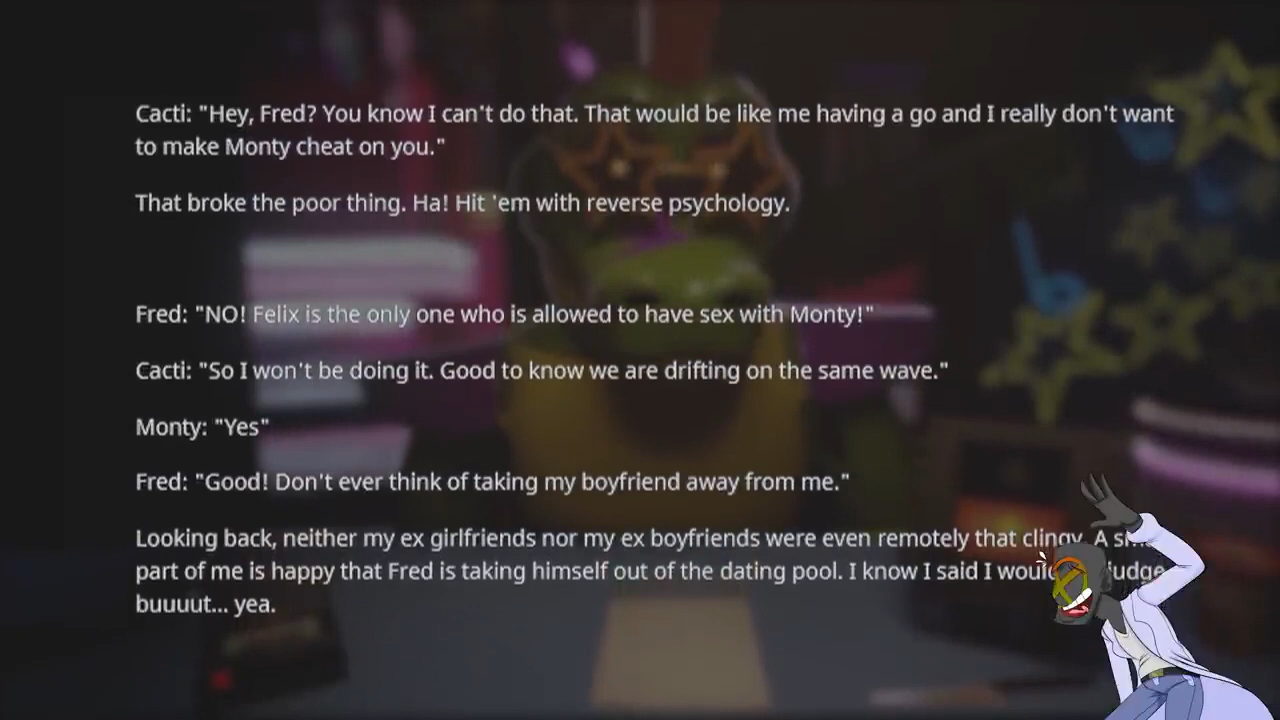 Cacti: "Hey, Fred? You know I can't do that. That would be like me having a go and I really don't want
to make Monty cheat on you."
That broke the poor thing. Ha! Hit 'em with reverse psychology.
Fred: "NO! Felix is the only one who is allowed to have sex with Monty!"
Cacti: "So I won't be doing it. Good to know we are drifting on the same wave."
Monty: "Yes"
Fred: "Good! Don't ever think of taking my boyfriend away from me."
Looking back, neither my ex girlfriends nor my ex boyfriends were even remotely that clingy. A
part of me is happy that Fred is taking himself out of the dating pool. I know I said I judge
buuuut... yea.